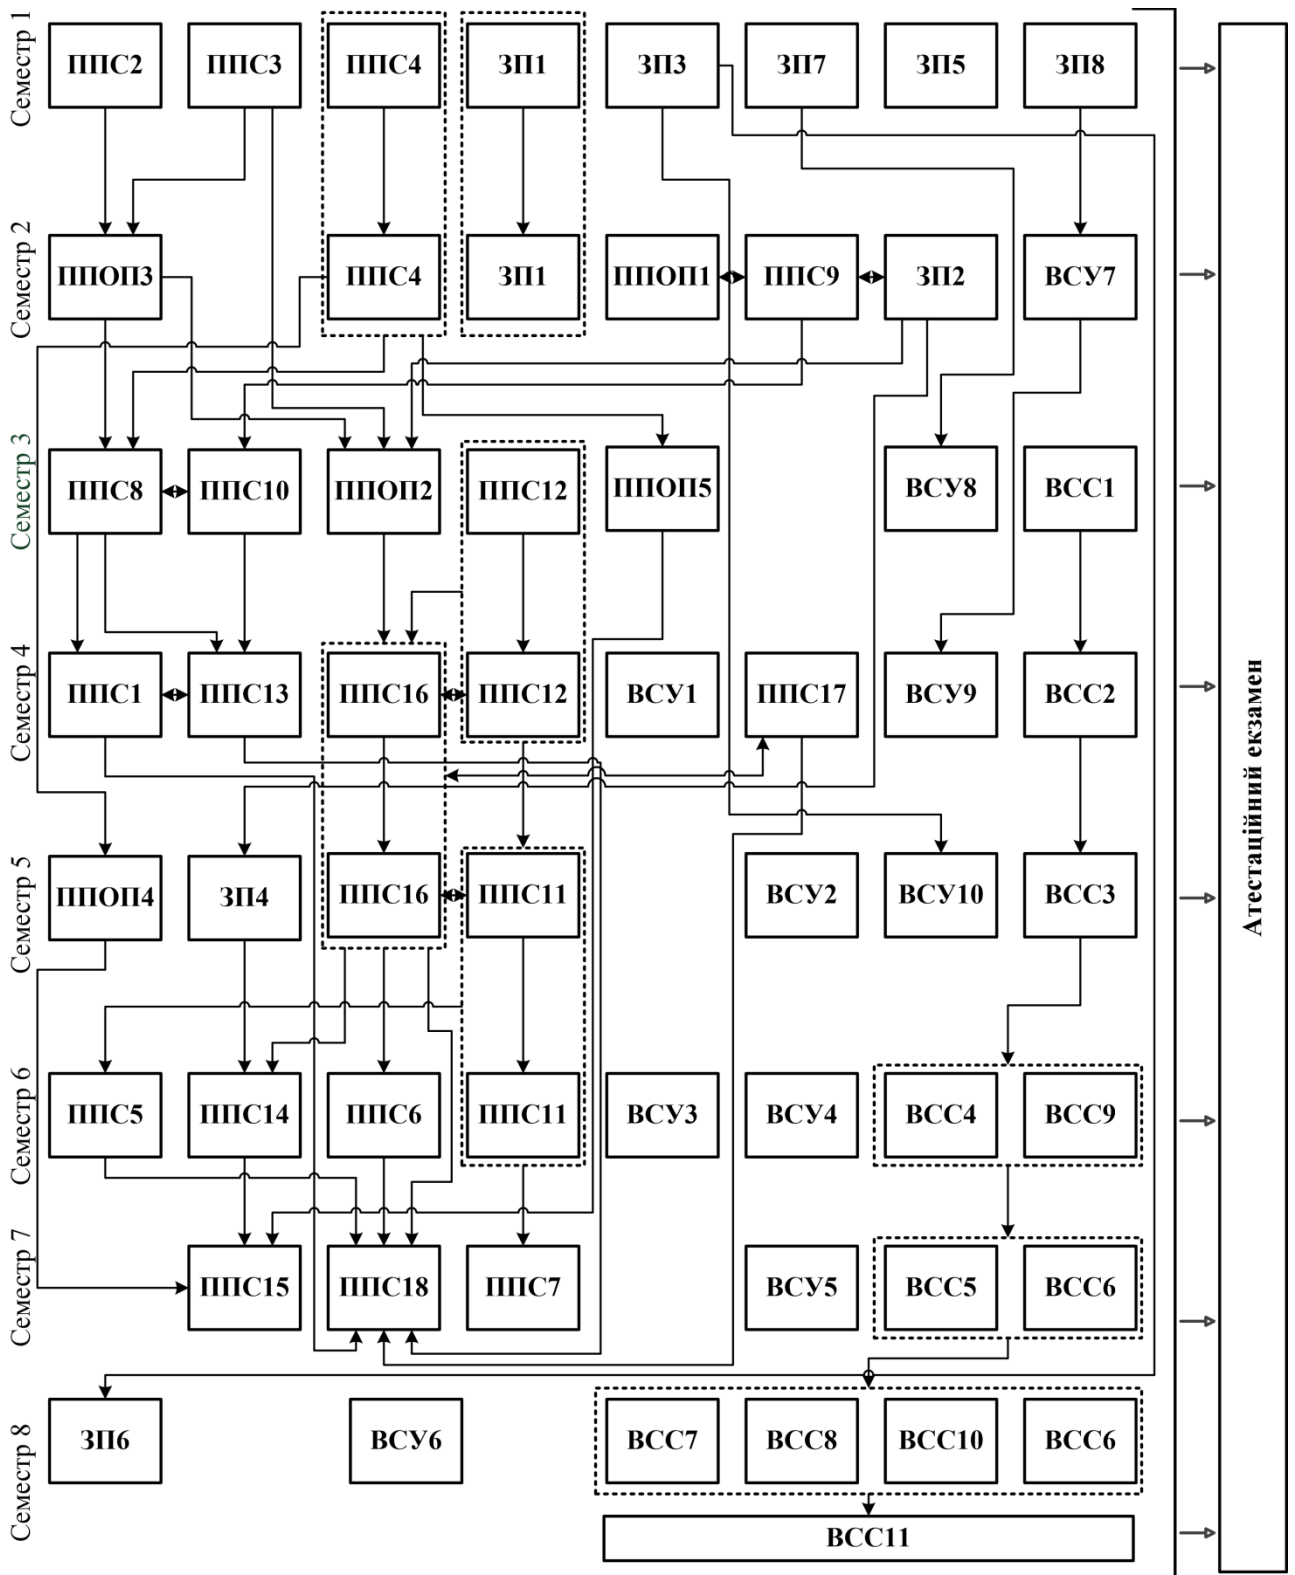 Семестр 1
ППС2
ППС3
ППС4
ЗП1
ЗП3
ЗП7
ЗП5
ЗП8
Семестр 2
ППОП3
ППС4
ЗП1
ППОП1
ППС9
ЗП2
ВСУ7
Семестр 3
ППС8
ППС10
ППОП2
ППС12
ППОП5
ВСУ8
ВСС1
Семестр 4
ППС1
ППС13
ППС16
ППС12
ВСУ1
ППС17
ВСУ9
ВСС2
Семестр 5
ППОП4
ЗП4
ППС16
ППС11
ВСУ2
ВСУ10
ВСС3
Семестр 6
ППС5
ППС14
ППС6
ППС11
ВСУ3
ВСУ4
ВСС4
ВСС9
Семестр 7
ППС15
ППС18
ППС7
ВСУ5
ВСС5
ВСС6
Семестр 8
ЗП6
ВСУ6
ВСС7
ВСС8
ВСС10
ВСС6
ВСС11
Атестаційний екзамен